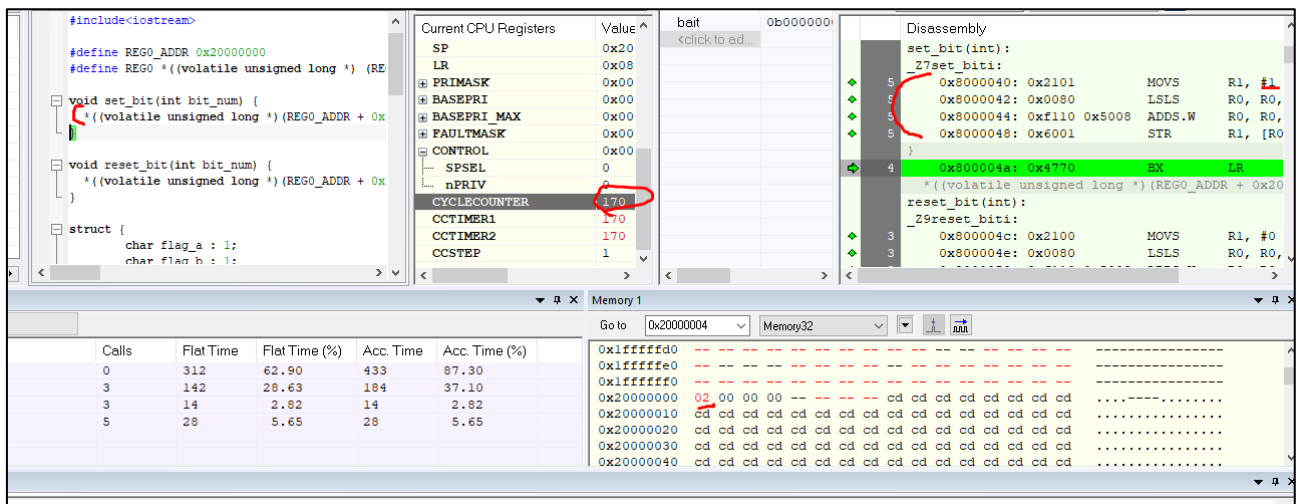 #include<iostream>
#define REG0_ADDR 0x20000000
#define REG0 *((volatile unsigned long *) (RE
void set_bit(int bit_num) {
*((volatile unsigned long *)(REG0_ADDR + 0x
}
void reset_bit(int bit_num) {
*((volatile unsigned long *)(REG0_ADDR + 0x
}
struct {
char flag_a : 1;
char flag_b : 1;
Current CPU Registers Value
SP 0x20
LR 0x08
PRIMASK 0x00
BASEPRI 0x00
BASEPRI_MAX 0x00
FAULTMASK 0x00
CONTROL 0x00
SPSEL 0
nPRIV 0
CYCLECOUNTER 170
CCTIMER1 170
CCTIMER2 170
CCSTEP 1
bait 0b000000
<click to ad...
Disassembly
set_bit(int):
_Z7set_biti:
5 0x8000040: 0x2101 MOVS R1, #1
5 0x8000042: 0x0080 LSLS R0, R0,
5 0x8000044: 0xf110 0x5008 ADDS.W R0, R0,
5 0x8000048: 0x6001 STR R1, [R0
}
4 0x800004a: 0x4770 BX LR
*((volatile unsigned long *)(REG0_ADDR + 0x20
reset_bit(int):
_Z9reset_biti:
3 0x800004c: 0x2100 MOVS R1, #0
3 0x800004e: 0x0080 LSLS R0, R0,
Calls Flat Time Flat Time (%) Acc. Time Acc. Time (%)
0 312 62.90 433 87.30
3 142 28.63 184 37.10
3 14 2.82 14 2.82
5 28 5.65 28 5.65
Memory 1
Go to 0x20000004 Memory32
0x1fffffd0 -- -- -- -- -- -- -- -- -- -- -- -- -- -- -- -- ----------------
0x1fffffe0 -- -- -- -- -- -- -- -- -- -- -- -- -- -- -- -- ----------------
0x1ffffff0 -- -- -- -- -- -- -- -- -- -- -- -- -- -- -- -- ----------------
0x20000000 02 00 00 00 -- -- -- -- cd cd cd cd cd cd cd cd ....----........
0x20000010 cd cd cd cd cd cd cd cd cd cd cd cd cd cd cd cd ................
0x20000020 cd cd cd cd cd cd cd cd cd cd cd cd cd cd cd cd ................
0x20000030 cd cd cd cd cd cd cd cd cd cd cd cd cd cd cd cd ................
0x20000040 cd cd cd cd cd cd cd cd cd cd cd cd cd cd cd cd ................